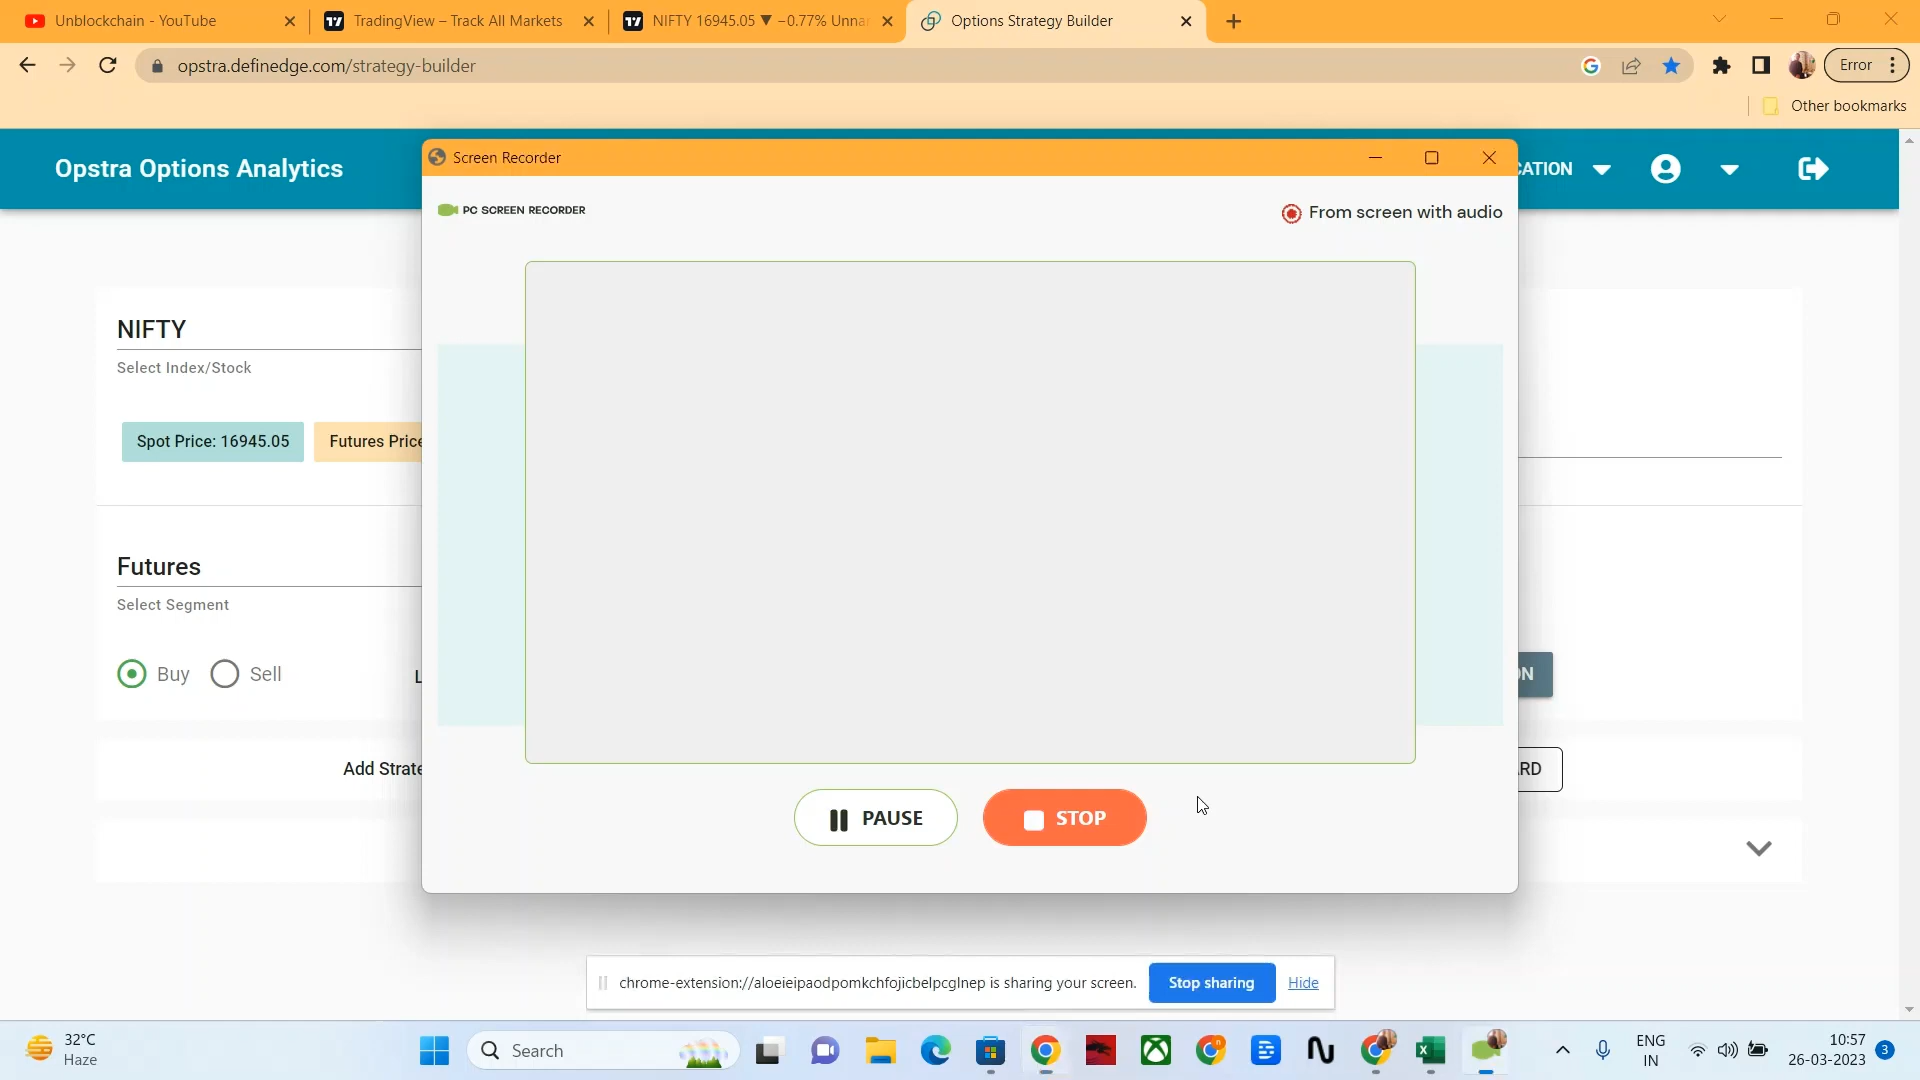 Unblockchain - YouTube
TradingView – Track All Markets
NIFTY 16945.05 ▼ −0.77% Unna
Options Strategy Builder
opstra.definedge.com/strategy-builder
Error
Other bookmarks
Opstra Options Analytics
CATION
Screen Recorder
PC SCREEN RECORDER
From screen with audio
NIFTY
Select Index/Stock
Spot Price: 16945.05
Futures Price
Futures
Select Segment
Buy
Sell
L
ON
Add Strate
RD
PAUSE
STOP
chrome-extension://aloeieipaodpomkchfojicbelpcglnep is sharing your screen.
Stop sharing
Hide
32°C
Haze
Search
ENG
IN
10:57
26-03-2023
3